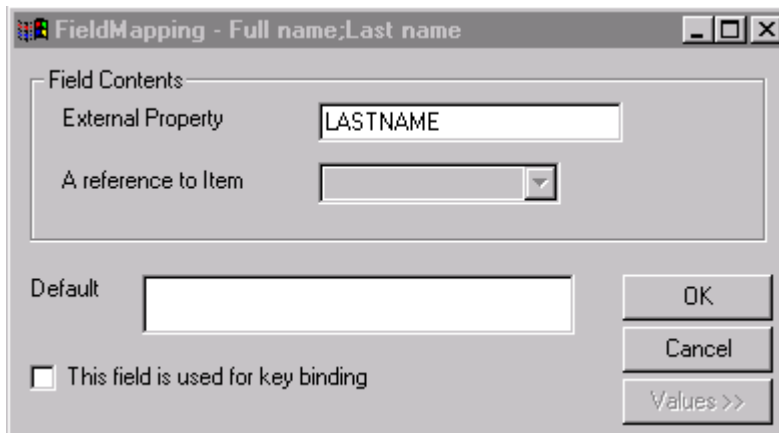 FieldMapping - Full name;Last name
Field Contents
External Property
LASTNAME
A reference to Item
Default
OK
Cancel
This field is used for key binding
Values >>